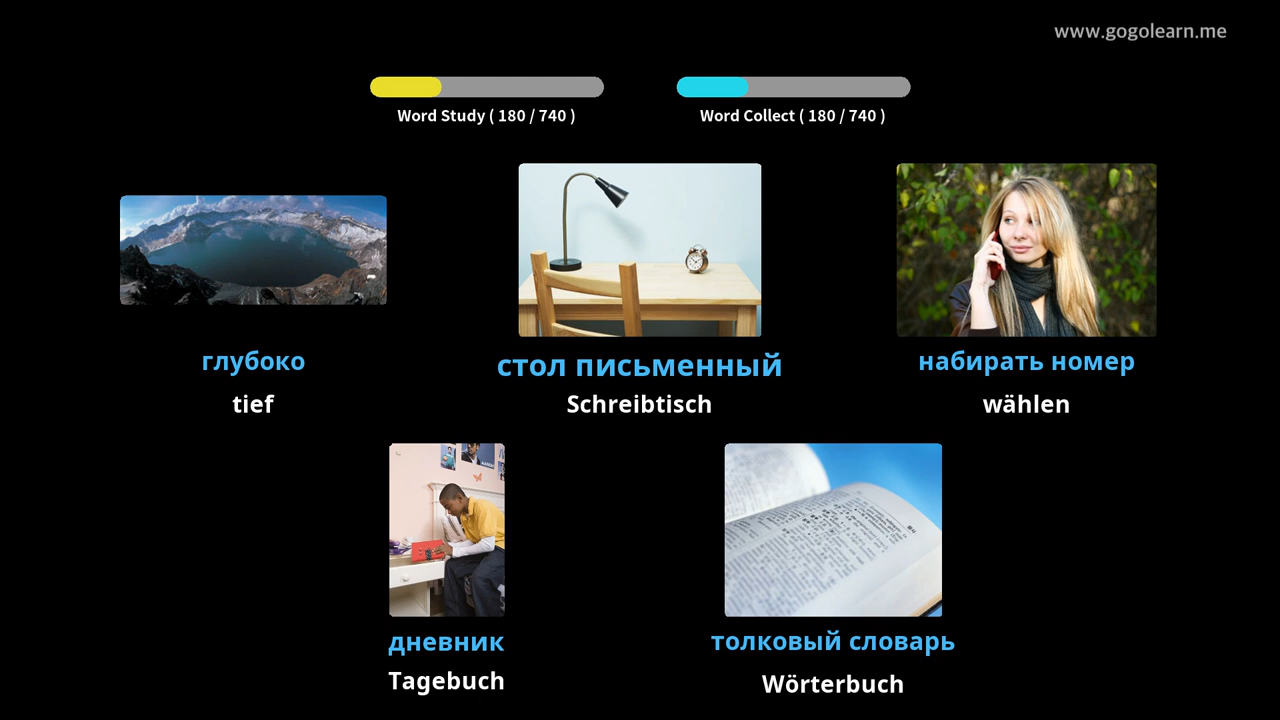 www.gogolearn.me
Word Study ( 180 / 740 )
Word Collect ( 180 / 740 )
глубоко
tief
стол письменный
Schreibtisch
набирать номер
wählen
дневник
Tagebuch
толковый словарь
Wörterbuch